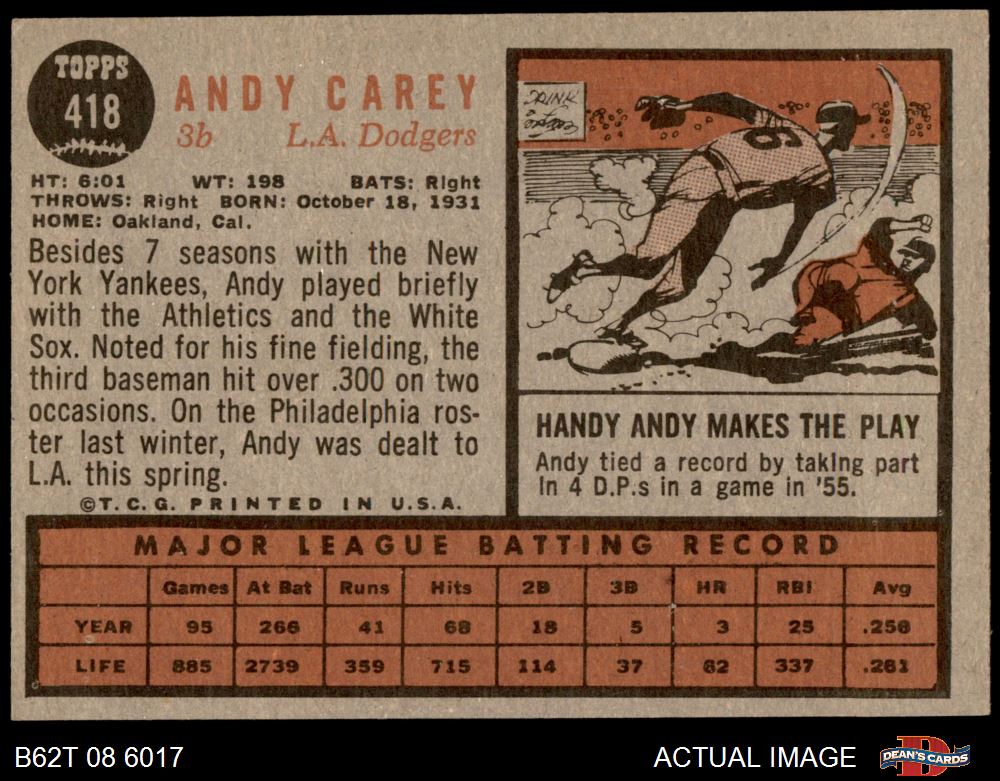 TOPPS
418
ANDY CAREY
3b L.A. Dodgers
HT: 6:01 WT: 198 BATS: Right
THROWS: Right BORN: October 18, 1931
HOME: Oakland, Cal.
Besides 7 seasons with the New
York Yankees, Andy played briefly
with the Athletics and the White
Sox. Noted for his fine fielding, the
third baseman hit over .300 on two
occasions. On the Philadelphia ros-
ter last winter, Andy was dealt to
L.A. this spring.
©T.C.G. PRINTED IN U.S.A.
DRINK
6
HANDY ANDY MAKES THE PLAY
Andy tied a record by taking part
in 4 D.P.s in a game in '55.
MAJOR LEAGUE BATTING RECORD
Games At Bat Runs Hits 2B 3B HR RBI Avg
YEAR 95 266 41 68 18 5 3 25 .256
LIFE 885 2739 359 715 114 37 62 337 .261
B62T 08 6017 ACTUAL IMAGE
DEAN'S CARDS